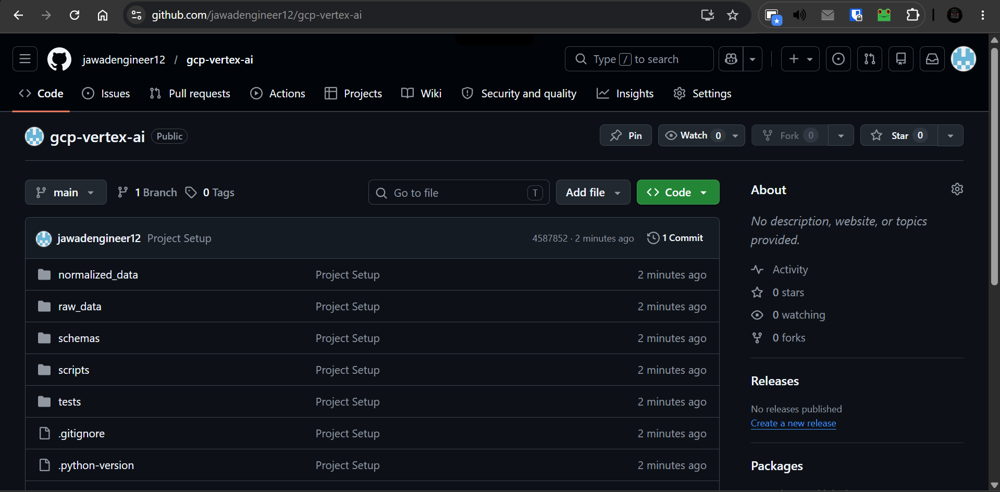 github.com/jawadengineer12/gcp-vertex-ai
jawadengineer12 / gcp-vertex-ai
Type / to search
Code Issues Pull requests Actions Projects Wiki Security and quality Insights Settings
gcp-vertex-ai Public
Pin Watch 0 Fork 0 Star 0
main 1 Branch 0 Tags Go to file T Add file Code
jawadengineer12 Project Setup 4587852 · 2 minutes ago 1 Commit
normalized_data Project Setup 2 minutes ago
raw_data Project Setup 2 minutes ago
schemas Project Setup 2 minutes ago
scripts Project Setup 2 minutes ago
tests Project Setup 2 minutes ago
.gitignore Project Setup 2 minutes ago
.python-version Project Setup 2 minutes ago
About
No description, website, or topics
provided.
Activity
0 stars
0 watching
0 forks
Releases
No releases published
Create a new release
Packages